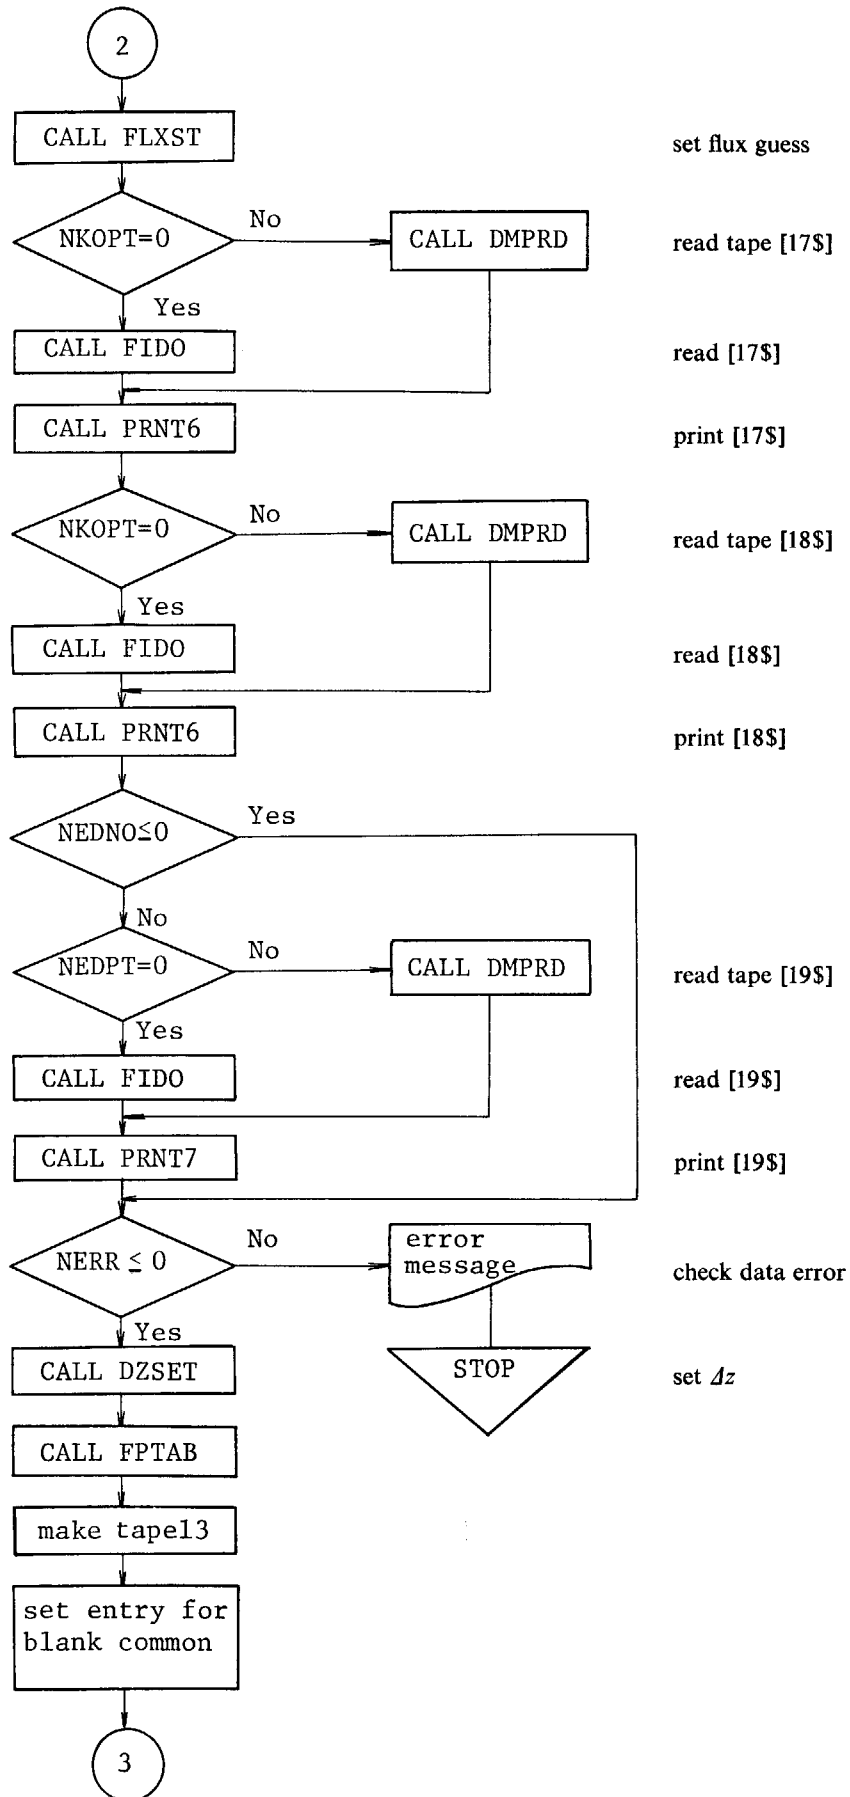 2
CALL FLXST
set flux guess
NKOPT=0
No
CALL DMPRD
read tape [17$]
Yes
CALL FIDO
read [17$]
CALL PRNT6
print [17$]
NKOPT=0
No
CALL DMPRD
read tape [18$]
Yes
CALL FIDO
read [18$]
CALL PRNT6
print [18$]
NEDNO≤0
Yes
No
NEDPT=0
No
CALL DMPRD
read tape [19$]
Yes
CALL FIDO
read [19$]
CALL PRNT7
print [19$]
NERR ≤ 0
No
error
message
check data error
Yes
CALL DZSET
STOP
set Δz
CALL FPTAB
make tape13
set entry for
blank common
3